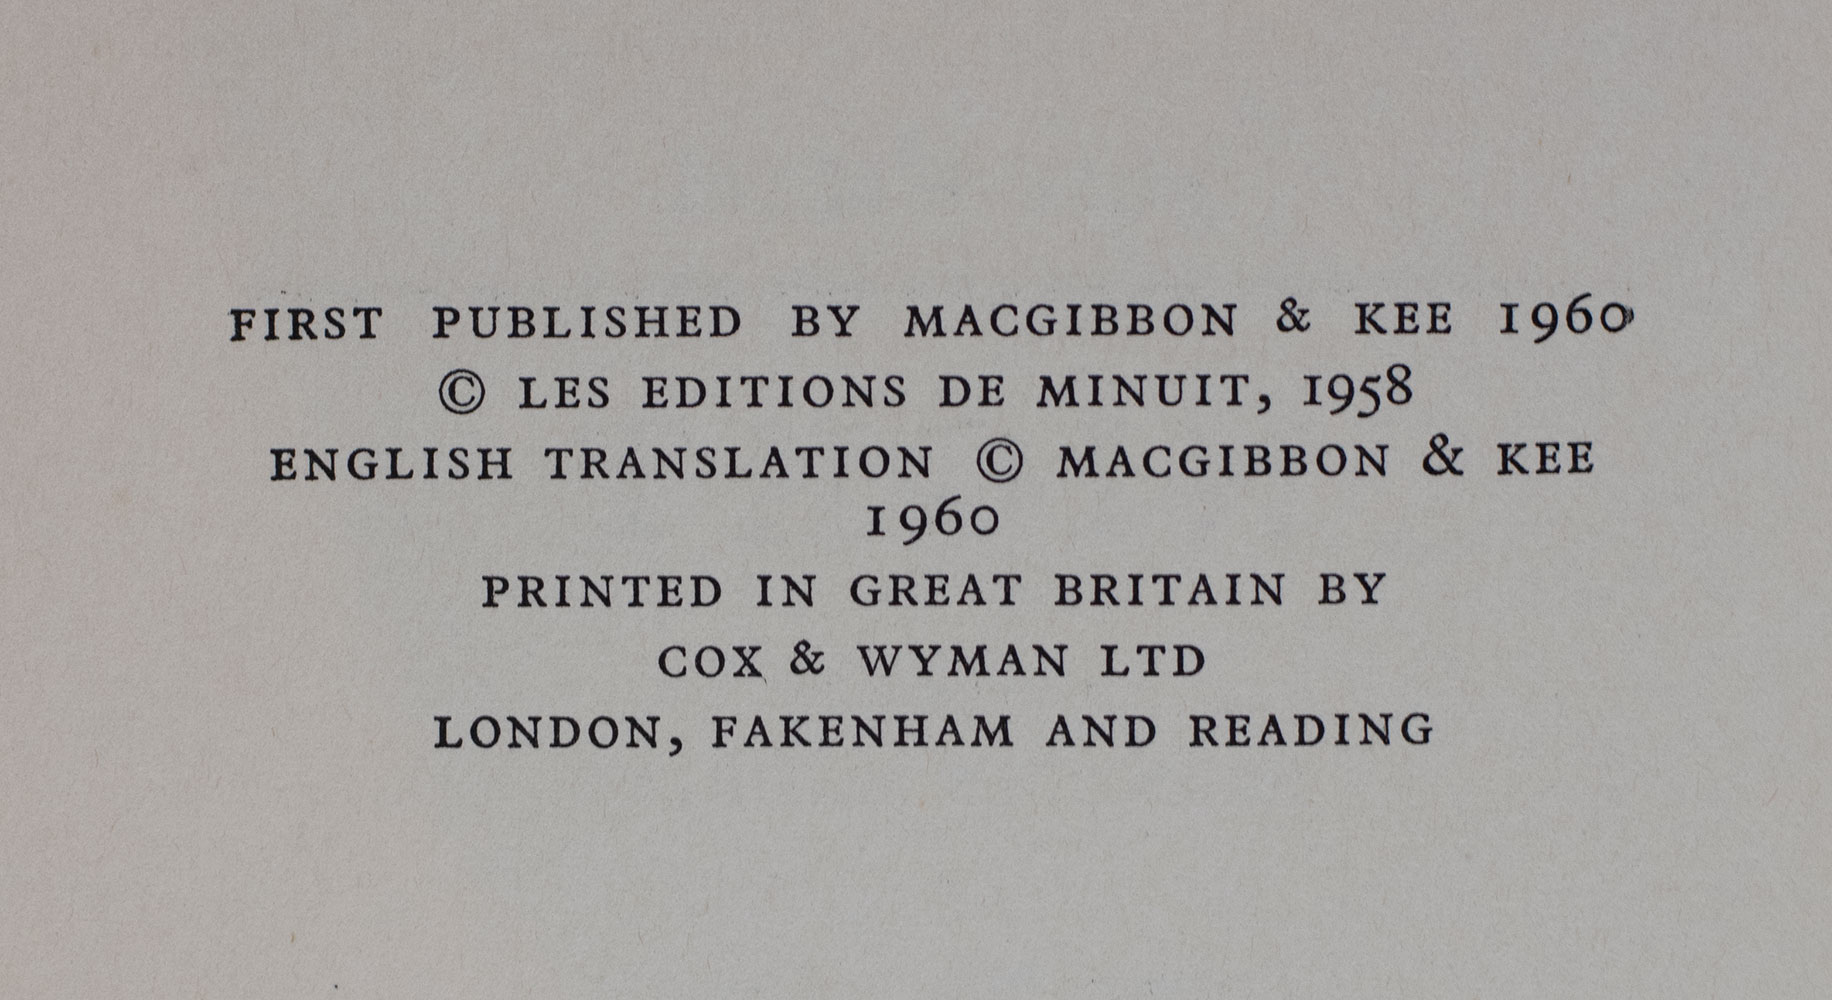 FIRST PUBLISHED BY MACGIBBON & KEE 1960
© LES EDITIONS DE MINUIT, 1958
ENGLISH TRANSLATION © MACGIBBON & KEE
1960
PRINTED IN GREAT BRITAIN BY
COX & WYMAN LTD
LONDON, FAKENHAM AND READING